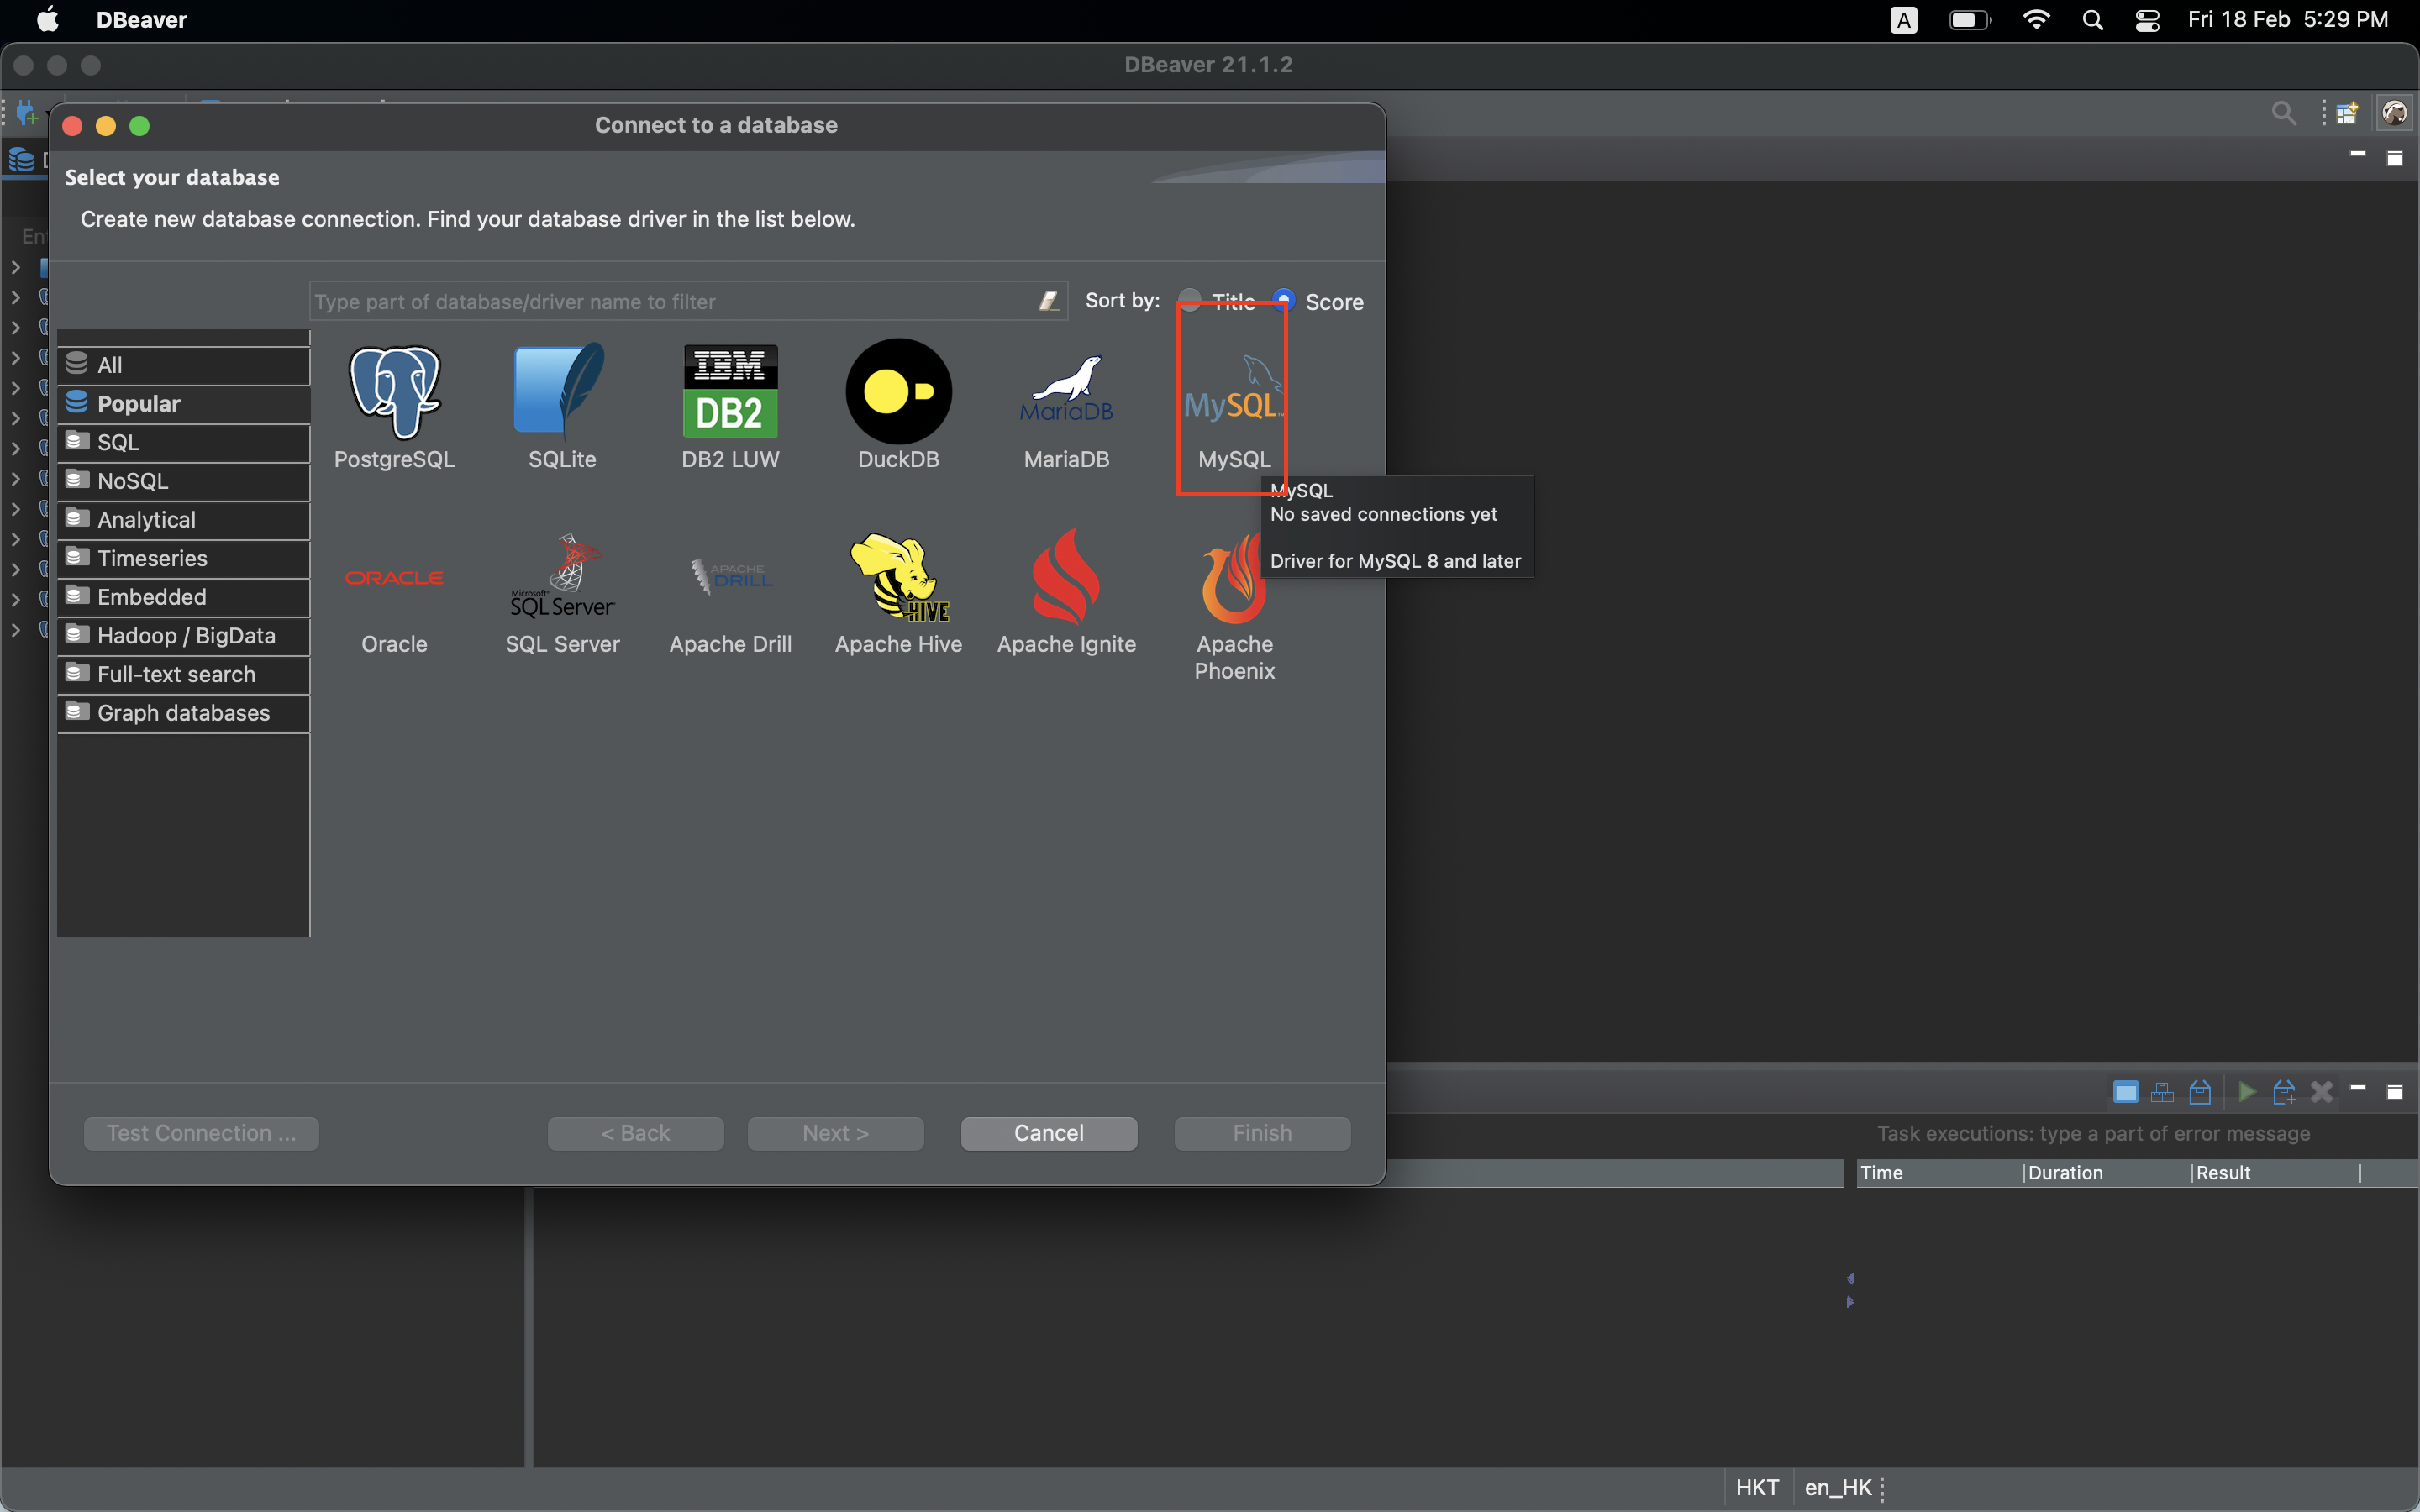 DBeaver
A
Fri 18 Feb 5:29 PM
DBeaver 21.1.2
Connect to a database
Select your database
Create new database connection. Find your database driver in the list below.
Type part of database/driver name to filter
Sort by:
Title
Score
All
Popular
SQL
NoSQL
Analytical
Timeseries
Embedded
Hadoop / BigData
Full-text search
Graph databases
IBM
DB2
MariaDB
MySQL
PostgreSQL
SQLite
DB2 LUW
DuckDB
MariaDB
MySQL
MySQL
No saved connections yet
Driver for MySQL 8 and later
ORACLE
Microsoft
SQL Server
APACHE
DRILL
HIVE
Oracle
SQL Server
Apache Drill
Apache Hive
Apache Ignite
Apache
Phoenix
Test Connection ...
< Back
Next >
Cancel
Finish
Task executions: type a part of error message
Time
Duration
Result
HKT
en_HK